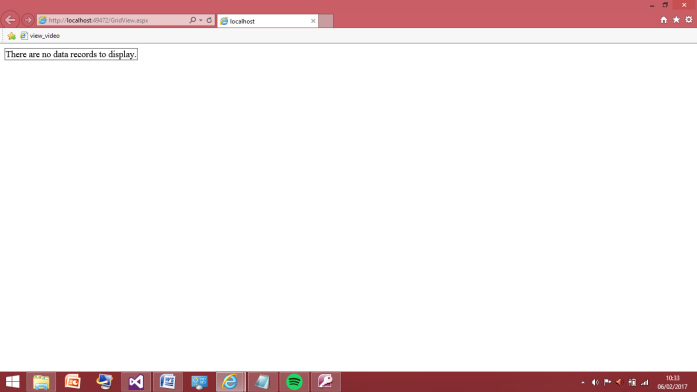 http://localhost:49472/GridView.aspx
localhost
view_video
There are no data records to display.
10:33
06/02/2017